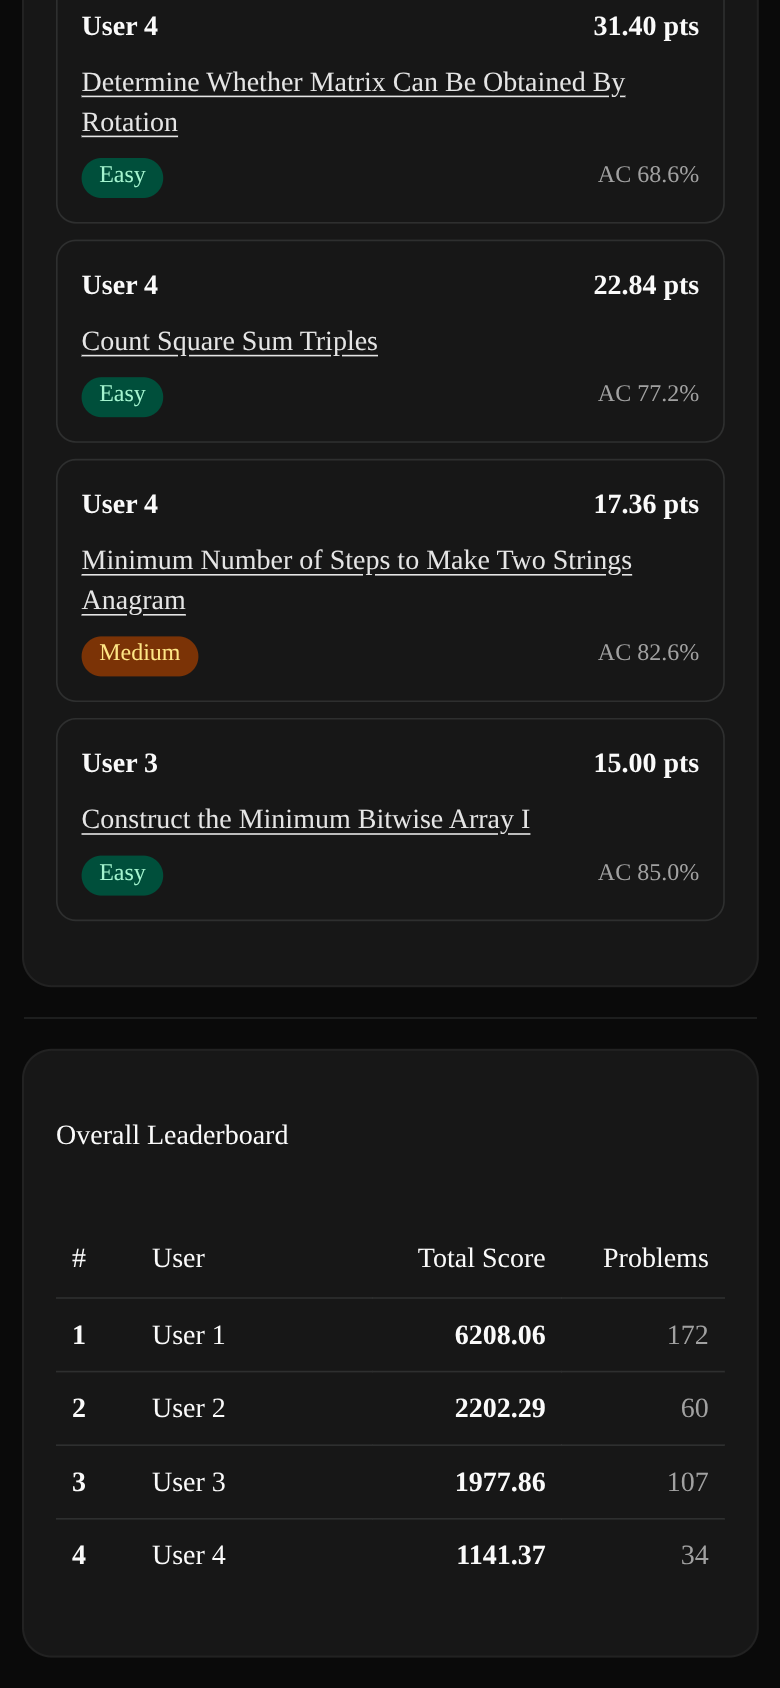 User 4 31.40 pts
Determine Whether Matrix Can Be Obtained By
Rotation
Easy AC 68.6%
User 4 22.84 pts
Count Square Sum Triples
Easy AC 77.2%
User 4 17.36 pts
Minimum Number of Steps to Make Two Strings
Anagram
Medium AC 82.6%
User 3 15.00 pts
Construct the Minimum Bitwise Array I
Easy AC 85.0%
Overall Leaderboard
# User Total Score Problems
1 User 1 6208.06 172
2 User 2 2202.29 60
3 User 3 1977.86 107
4 User 4 1141.37 34